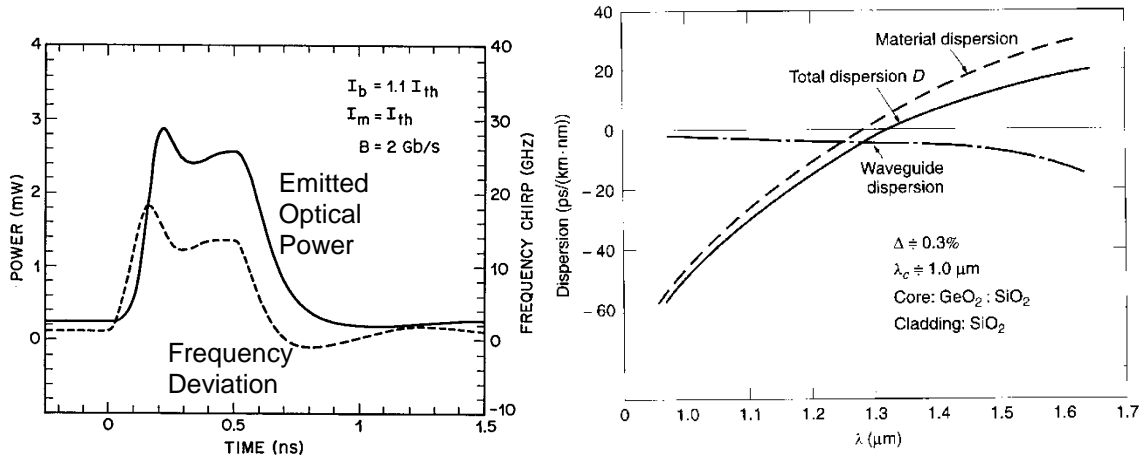 4
3
2
1
0
POWER (mW)
40
30
20
10
0
-10
FREQUENCY CHIRP (GHz)
I_b = 1.1 I_th
I_m = I_th
B = 2 Gb/s
Emitted
Optical
Power
Frequency
Deviation
0
0.5
1
1.5
TIME (ns)
40
20
0
−20
−40
−60
Dispersion (ps/(km·nm))
Material dispersion
Total dispersion D
Waveguide
dispersion
Δ ≑ 0.3%
λc ≑ 1.0 μm
Core: GeO₂ : SiO₂
Cladding: SiO₂
0
1.0
1.1
1.2
1.3
1.4
1.5
1.6
1.7
λ (μm)